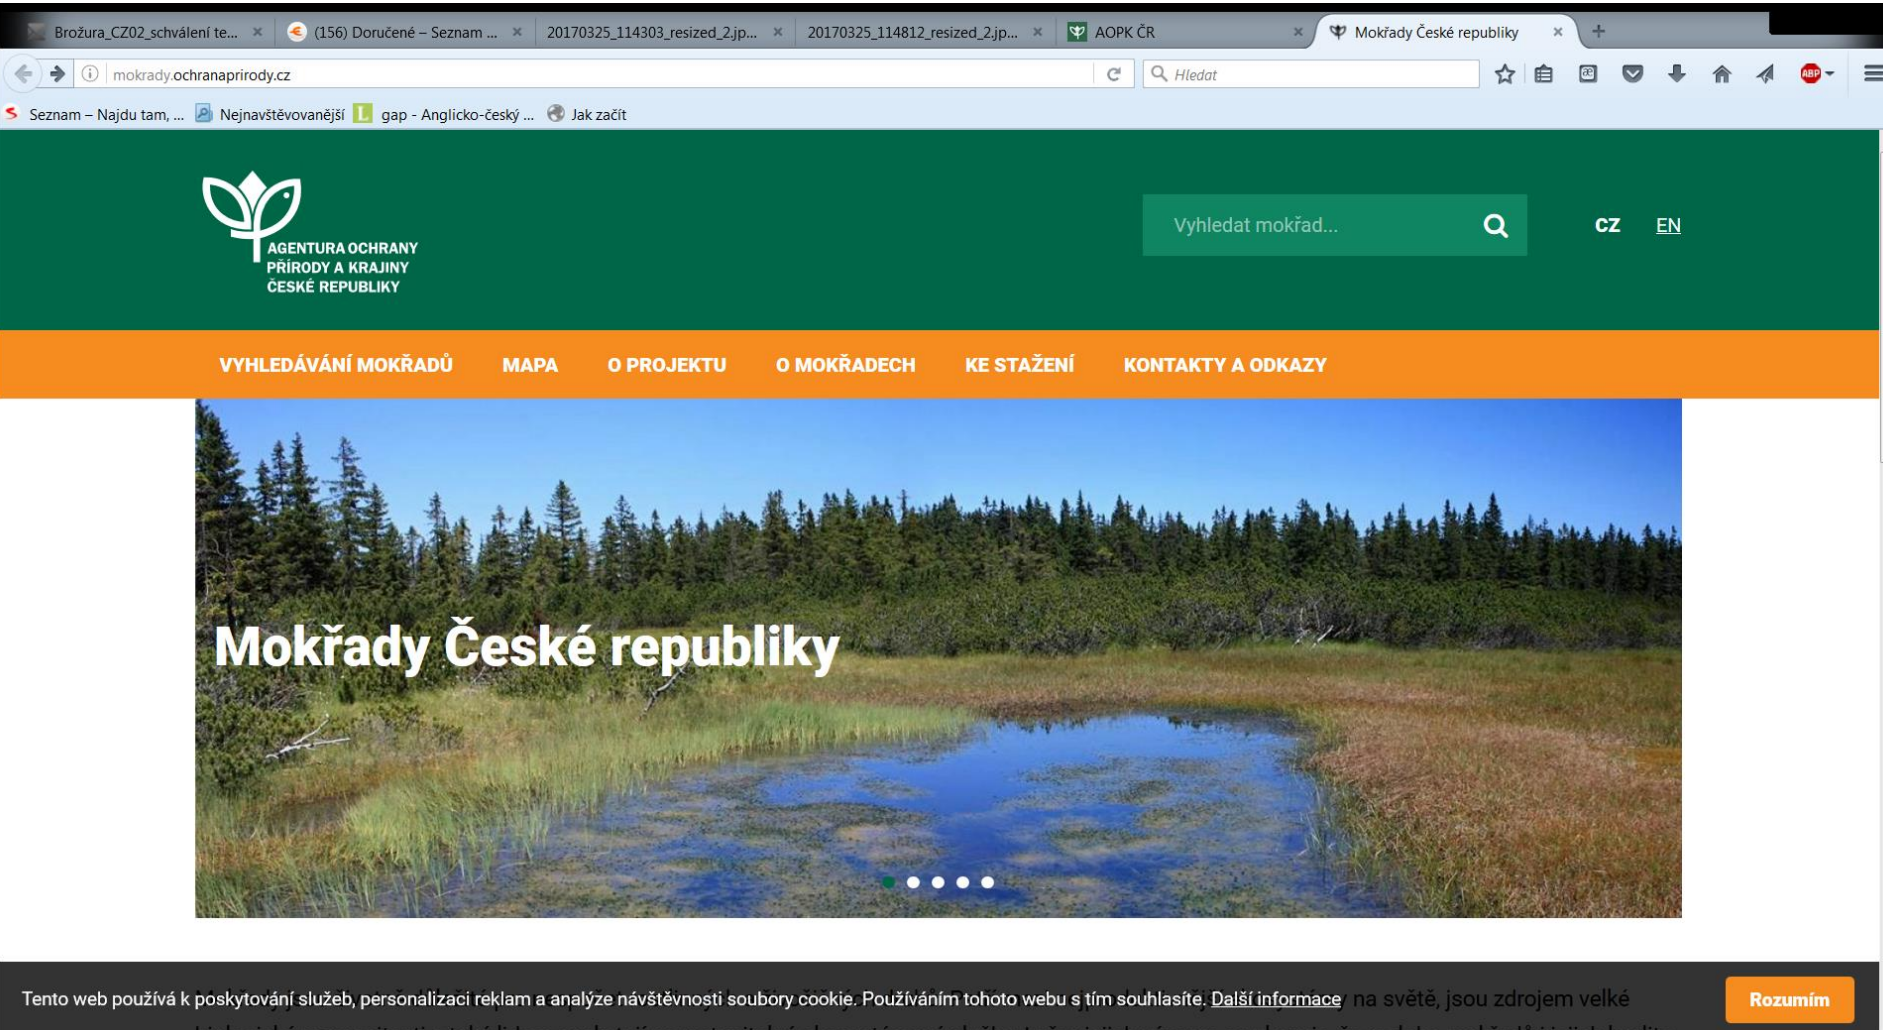 Brožura_CZ02_schválení te...
(156) Doručené – Seznam ...
20170325_114303_resized_2.jp...
20170325_114812_resized_2.jp...
AOPK ČR
Mokřady České republiky
mokrady.ochranaprirody.cz
Hledat
ABP
Seznam – Najdu tam, ...
Nejnavštěvovanější
gap - Anglicko-český ...
Jak začít
AGENTURA OCHRANY
PŘÍRODY A KRAJINY
ČESKÉ REPUBLIKY
Vyhledat mokřad...
CZ EN
VYHLEDÁVÁNÍ MOKŘADŮ MAPA O PROJEKTU O MOKŘADECH KE STAŽENÍ KONTAKTY A ODKAZY
Mokřady České republiky
Tento web používá k poskytování služeb, personalizaci reklam a analýze návštěvnosti soubory cookie. Používáním tohoto webu s tím souhlasíte. Další informace
na světě, jsou zdrojem velké
Rozumím